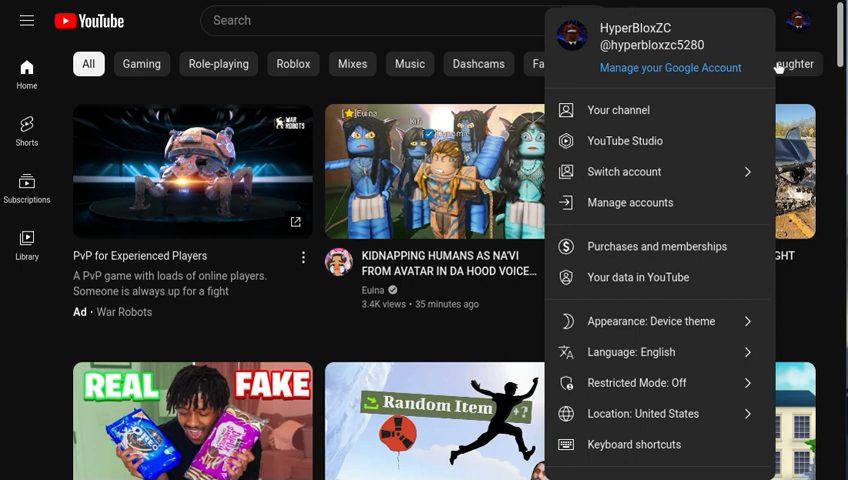 YouTube
Search
HyperBloxZC
@hyperbloxzc5280
Manage your Google Account
All
Gaming
Role-playing
Roblox
Mixes
Music
Dashcams
Home
Shorts
Subscriptions
Library
WAR ROBOTS
Euina
PvP for Experienced Players
A PvP game with loads of online players.
Someone is always up for a fight
Ad · War Robots
KIDNAPPING HUMANS AS NA'VI
FROM AVATAR IN DA HOOD VOICE...
Euina
3.4K views • 35 minutes ago
REAL
FAKE
Random Item +?
Your channel
YouTube Studio
Switch account
Manage accounts
Purchases and memberships
Your data in YouTube
Appearance: Device theme
Language: English
Restricted Mode: Off
Location: United States
Keyboard shortcuts